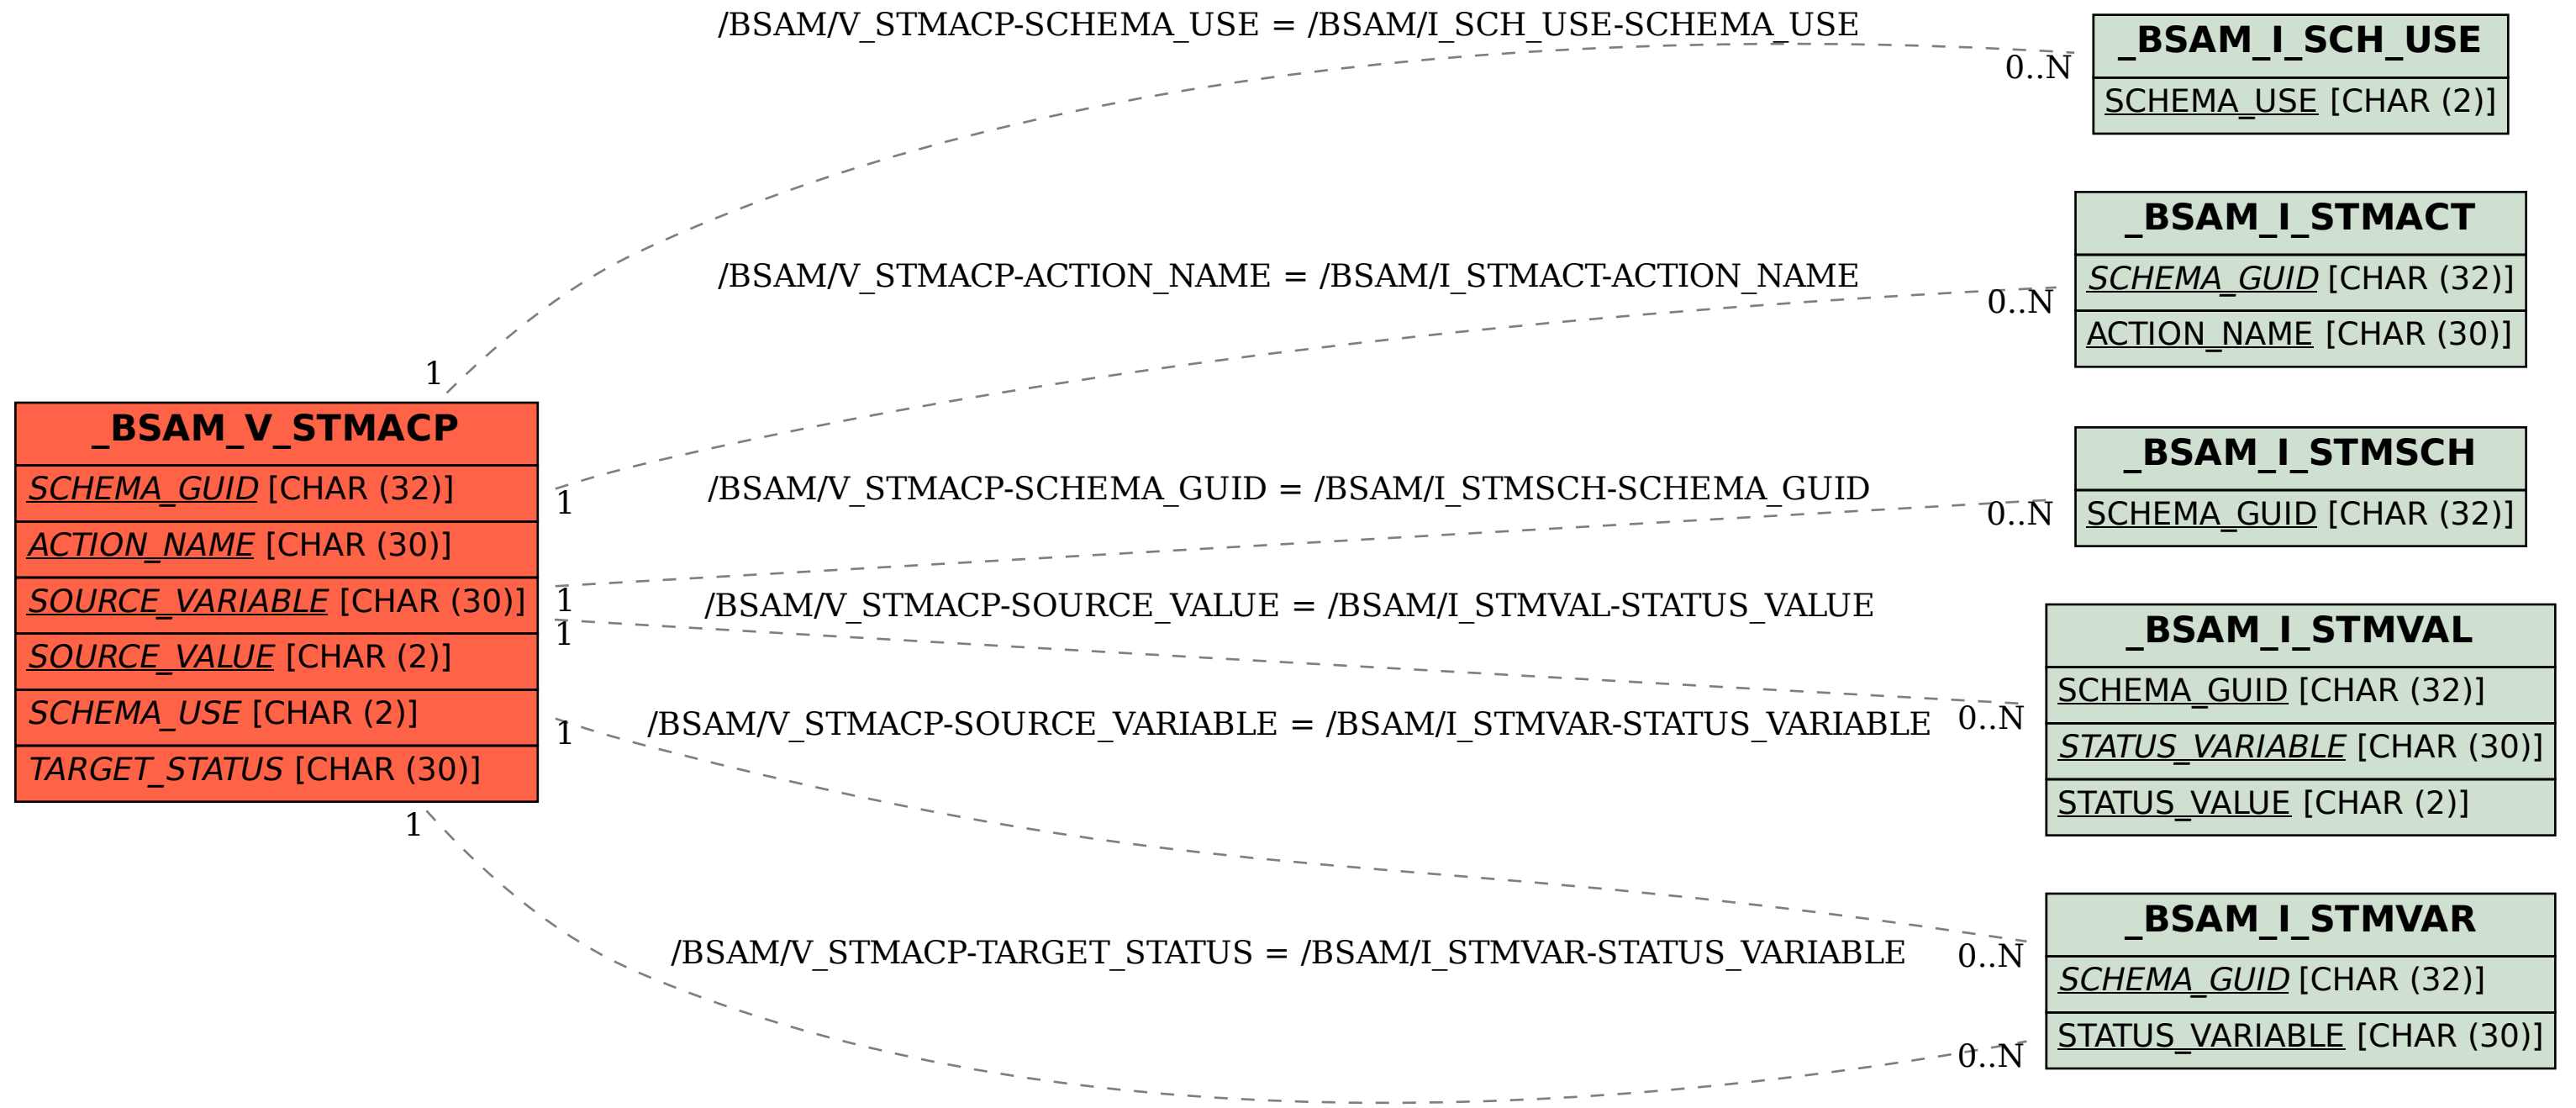 /BSAM/V_STMACP-SCHEMA_USE = /BSAM/I_SCH_USE-SCHEMA_USE
0..N
1
_BSAM_I_SCH_USE
SCHEMA_USE [CHAR (2)]
/BSAM/V_STMACP-ACTION_NAME = /BSAM/I_STMACT-ACTION_NAME
0..N
1
_BSAM_I_STMACT
SCHEMA_GUID [CHAR (32)]
ACTION_NAME [CHAR (30)]
_BSAM_V_STMACP
SCHEMA_GUID [CHAR (32)]
ACTION_NAME [CHAR (30)]
SOURCE_VARIABLE [CHAR (30)]
SOURCE_VALUE [CHAR (2)]
SCHEMA_USE [CHAR (2)]
TARGET_STATUS [CHAR (30)]
/BSAM/V_STMACP-SCHEMA_GUID = /BSAM/I_STMSCH-SCHEMA_GUID
0..N
1
_BSAM_I_STMSCH
SCHEMA_GUID [CHAR (32)]
/BSAM/V_STMACP-SOURCE_VALUE = /BSAM/I_STMVAL-STATUS_VALUE
1
0..N
_BSAM_I_STMVAL
SCHEMA_GUID [CHAR (32)]
STATUS_VARIABLE [CHAR (30)]
STATUS_VALUE [CHAR (2)]
/BSAM/V_STMACP-SOURCE_VARIABLE = /BSAM/I_STMVAR-STATUS_VARIABLE
1
0..N
/BSAM/V_STMACP-TARGET_STATUS = /BSAM/I_STMVAR-STATUS_VARIABLE
1
0..N
_BSAM_I_STMVAR
SCHEMA_GUID [CHAR (32)]
STATUS_VARIABLE [CHAR (30)]